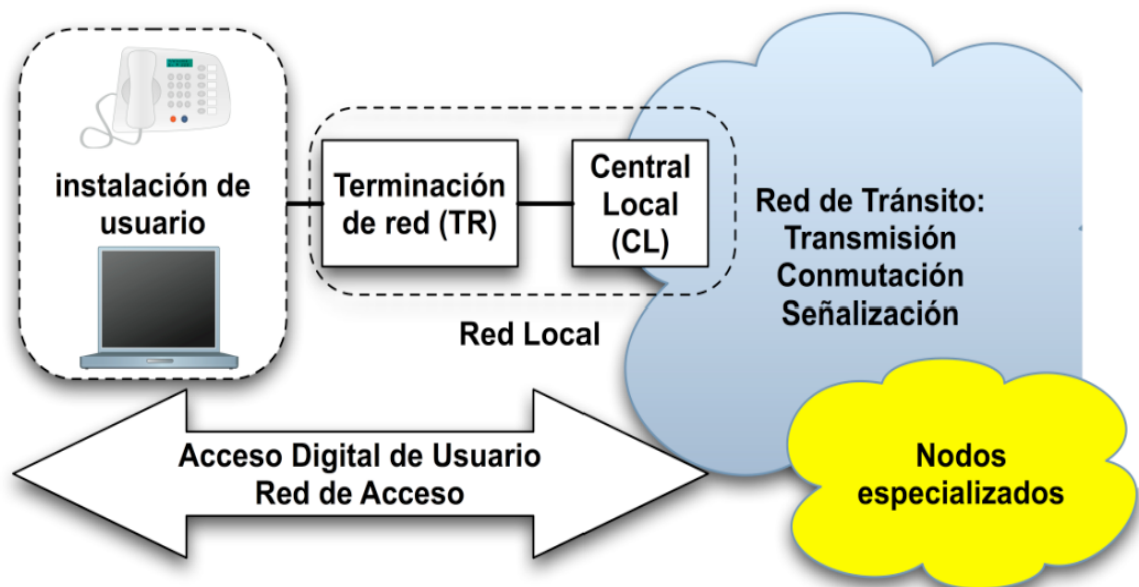 instalación de
usuario
Terminación
de red (TR)
Central
Local
(CL)
Red de Tránsito:
Transmisión
Conmutación
Señalización
Red Local
Acceso Digital de Usuario
Red de Acceso
Nodos
especializados